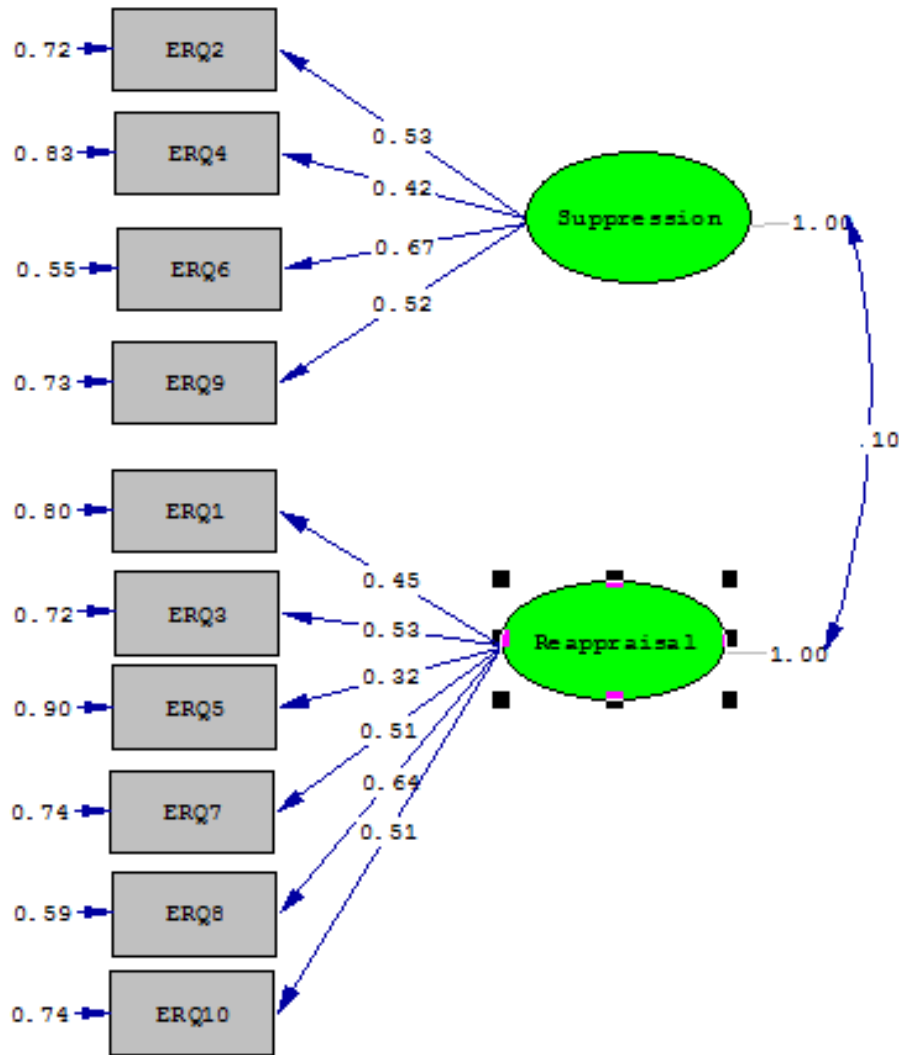 0.72 ERQ2
0.53
0.83 ERQ4
0.42
Suppression 1.00
0.67
0.55 ERQ6
0.52
0.73 ERQ9
.10
0.80 ERQ1
0.45
0.72 ERQ3
0.53
Reappraisal 1.00
0.32
0.90 ERQ5
0.51
0.64
0.74 ERQ7
0.51
0.59 ERQ8
0.74 ERQ10